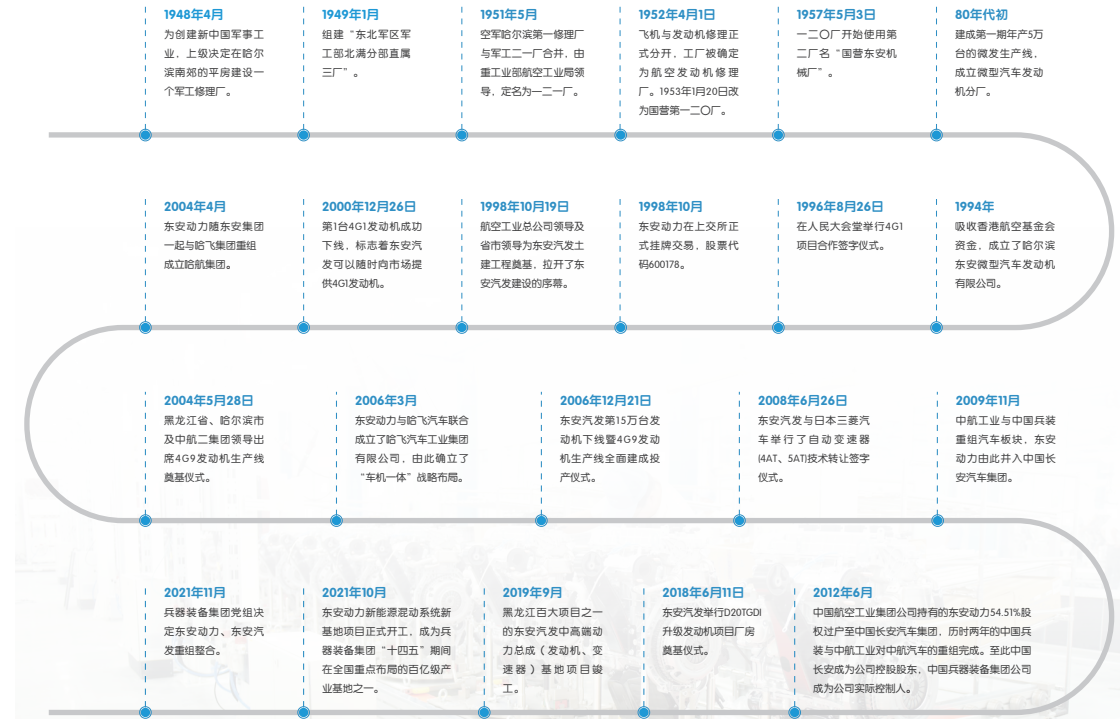 1948年4月
为创建新中国军事工
业，上级决定在哈尔
滨南郊的平房建设一
个军工修理厂。
1949年1月
组建“东北军区军
工部北满分部直属
三厂”。
1951年5月
空军哈尔滨第一修理厂
与军工二一厂合并，由
重工业部航空工业局领
导，定名为一二一厂。
1952年4月1日
飞机与发动机修理正
式分开，工厂被确定
为航空发动机修理
厂。1953年1月20日改
为国营第一二〇厂。
1957年5月3日
一二〇厂开始使用第
二厂名“国营东安机
械厂”。
80年代初
建成第一期年产5万
台的微发生产线，
成立微型汽车发动
机分厂。
2004年4月
东安动力随东安集团
一起与哈飞集团重组
成立哈航集团。
2000年12月26日
第1台4G1发动机成功
下线，标志着东安汽
发可以随时向市场提
供4G1发动机。
1998年10月19日
航空工业总公司领导及
省市领导为东安汽发土
建工程奠基，拉开了东
安汽发建设的序幕。
1998年10月
东安动力在上交所正
式挂牌交易，股票代
码600178。
1996年8月26日
在人民大会堂举行4G1
项目合作签字仪式。
1994年
吸收香港航空基金会
资金，成立了哈尔滨
东安微型汽车发动机
有限公司。
2004年5月28日
黑龙江省、哈尔滨市
及中航二集团领导出
席4G9发动机生产线
奠基仪式。
2006年3月
东安动力与哈飞汽车联合
成立了哈飞汽车工业集团
有限公司，由此确立了
“车机一体”战略布局。
2006年12月21日
东安汽发第15万台发
动机下线暨4G9发动
机生产线全面建成投
产仪式。
2008年6月26日
东安汽发与日本三菱汽
车举行了自动变速器
(4AT、5AT)技术转让签字
仪式。
2009年11月
中航工业与中国兵装
重组汽车板块，东安
动力由此并入中国长
安汽车集团。
2021年11月
兵器装备集团党组决
定东安动力、东安汽
发重组整合。
2021年10月
东安动力新能源混动系统新
基地项目正式开工，成为兵
器装备集团“十四五”期间
在全国重点布局的百亿级产
业基地之一。
2019年9月
黑龙江百大项目之一
的东安汽发中高端动
力总成（发动机、变
速器）基地项目竣
工。
2018年6月11日
东安汽发举行D20TGDI
升级发动机项目厂房
奠基仪式。
2012年6月
中国航空工业集团公司持有的东安动力54.51%股
权过户至中国长安汽车集团，历时两年的中国兵
装与中航工业对中航汽车的重组完成。至此中国
长安成为公司控股股东，中国兵器装备集团公司
成为公司实际控制人。